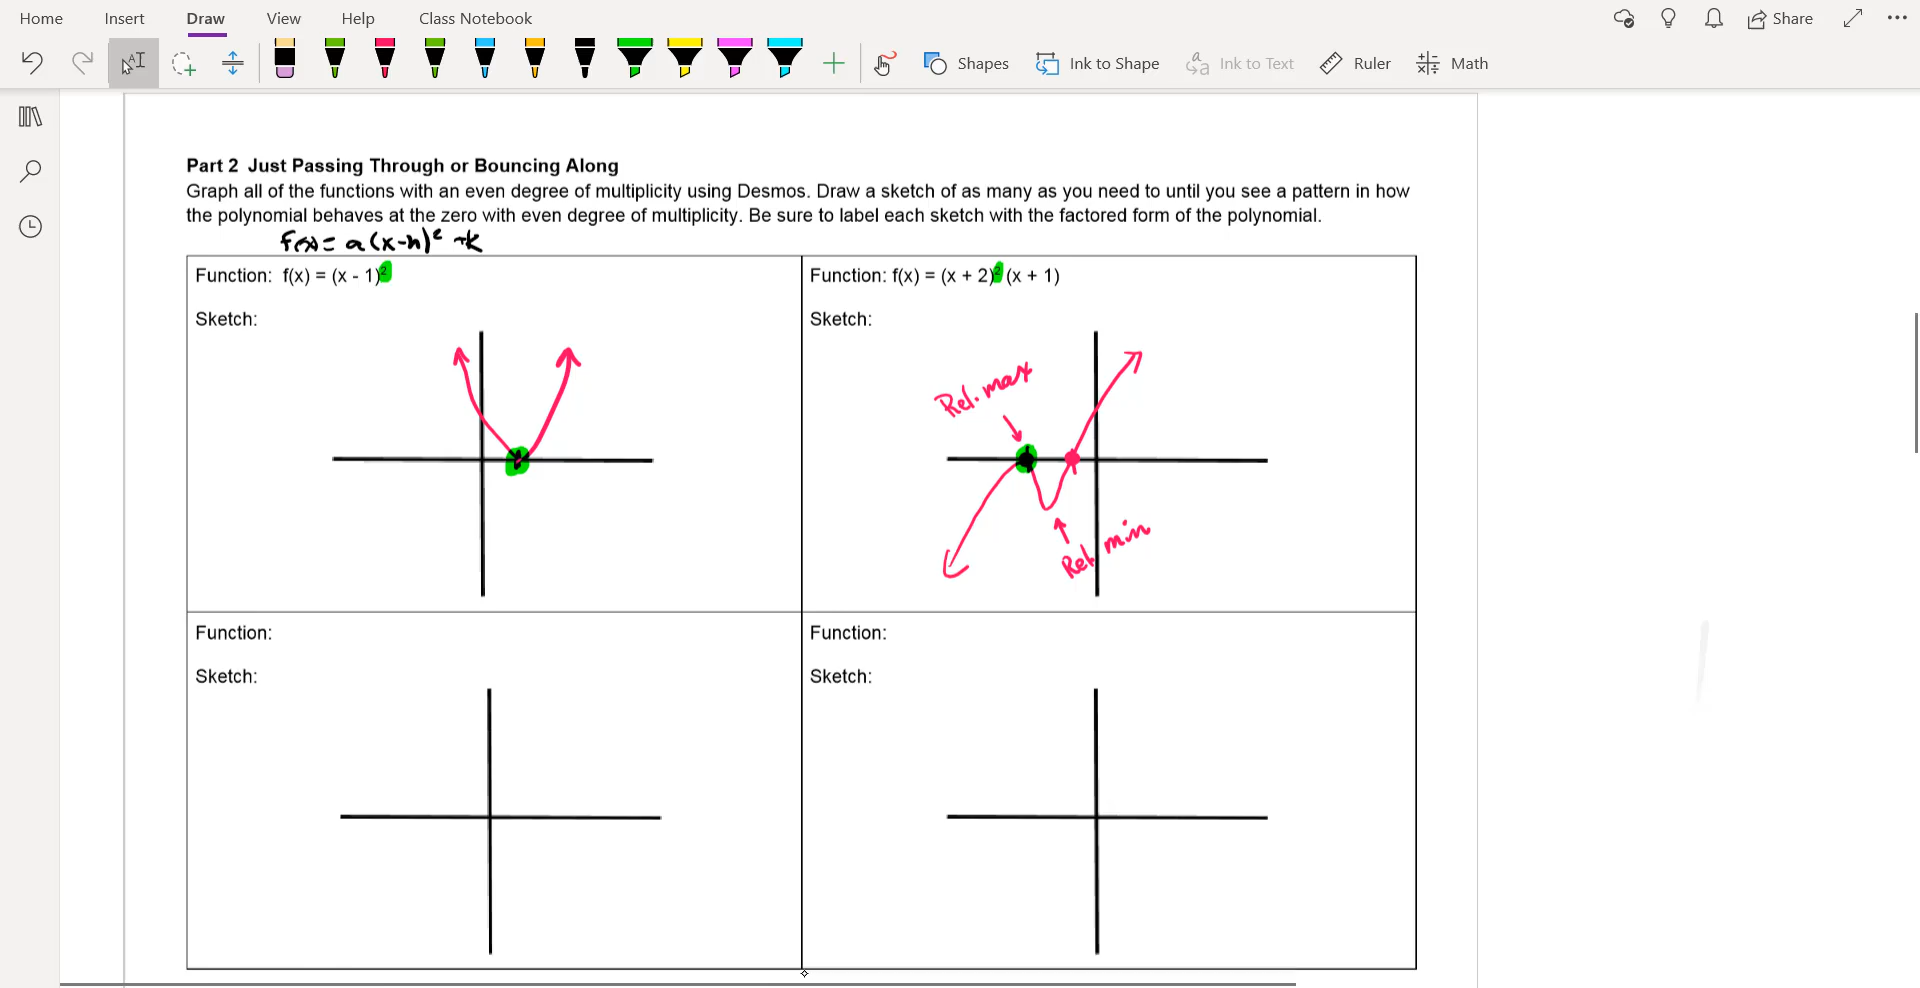 Home Insert Draw View Help Class Notebook Share
Shapes Ink to Shape Ink to Text Ruler Math
Part 2 Just Passing Through or Bouncing Along
Graph all of the functions with an even degree of multiplicity using Desmos. Draw a sketch of as many as you need to until you see a pattern in how
the polynomial behaves at the zero with even degree of multiplicity. Be sure to label each sketch with the factored form of the polynomial.
f(x) = a(x-h)² +k
Function: f(x) = (x - 1)²
Sketch:
Function: f(x) = (x + 2)² (x + 1)
Sketch:
Rel. max
Rel. min
Function:
Sketch:
Function:
Sketch: